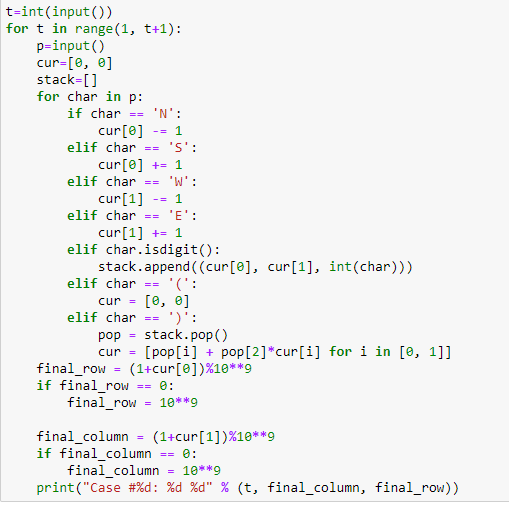 t=int(input())
for t in range(1, t+1):
    p=input()
    cur=[0, 0]
    stack=[]
    for char in p:
        if char == 'N':
            cur[0] -= 1
        elif char == 'S':
            cur[0] += 1
        elif char == 'W':
            cur[1] -= 1
        elif char == 'E':
            cur[1] += 1
        elif char.isdigit():
            stack.append((cur[0], cur[1], int(char)))
        elif char == '(':
            cur = [0, 0]
        elif char == ')':
            pop = stack.pop()
            cur = [pop[i] + pop[2]*cur[i] for i in [0, 1]]
    final_row = (1+cur[0])%10**9
    if final_row == 0:
        final_row = 10**9

    final_column = (1+cur[1])%10**9
    if final_column == 0:
        final_column = 10**9
    print("Case #%d: %d %d" % (t, final_column, final_row))